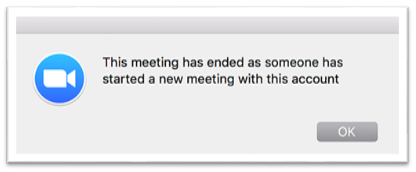 This meeting has ended as someone has
started a new meeting with this account
OK